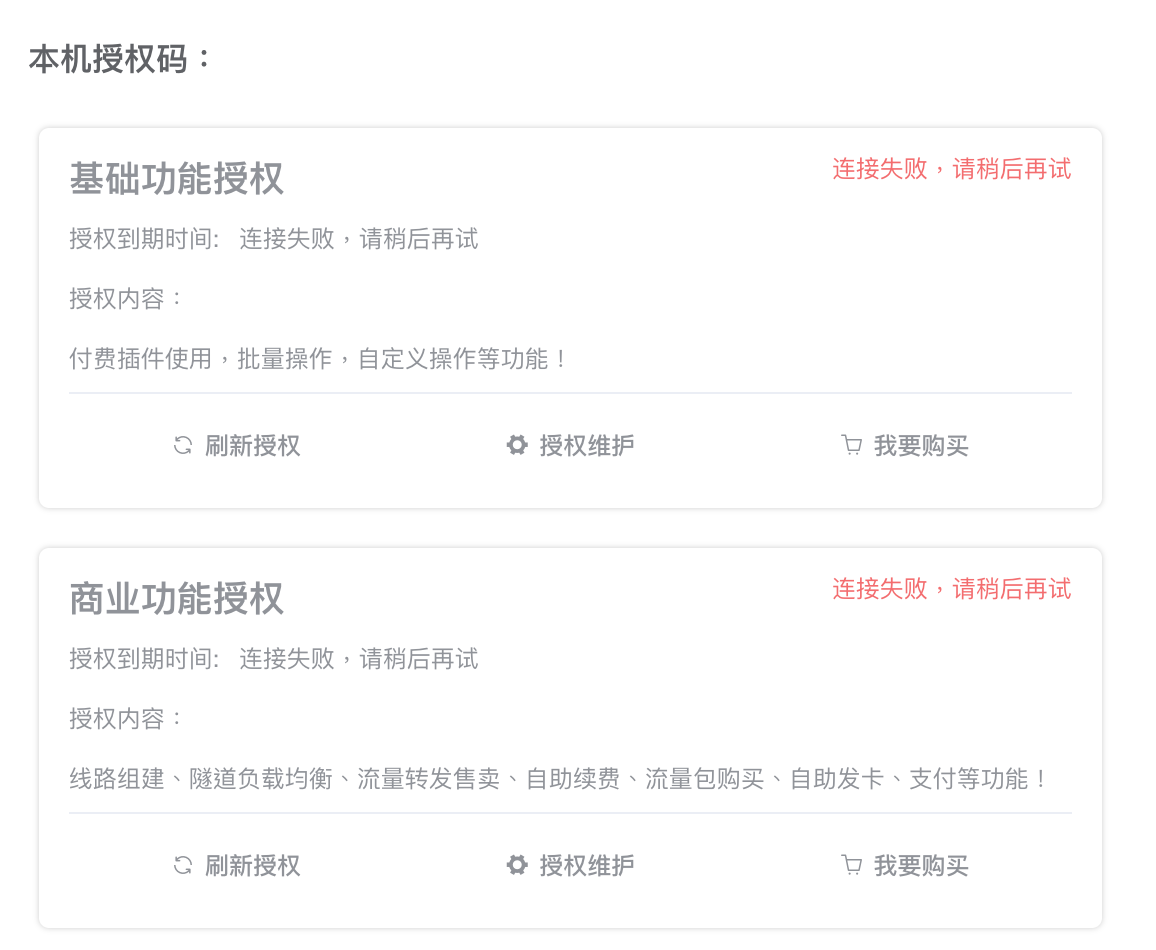 本机授权码：
基础功能授权
连接失败，请稍后再试
授权到期时间: 连接失败，请稍后再试
授权内容：
付费插件使用，批量操作，自定义操作等功能！
刷新授权 授权维护 我要购买
商业功能授权
连接失败，请稍后再试
授权到期时间: 连接失败，请稍后再试
授权内容：
线路组建、隧道负载均衡、流量转发售卖、自助续费、流量包购买、自助发卡、支付等功能！
刷新授权 授权维护 我要购买